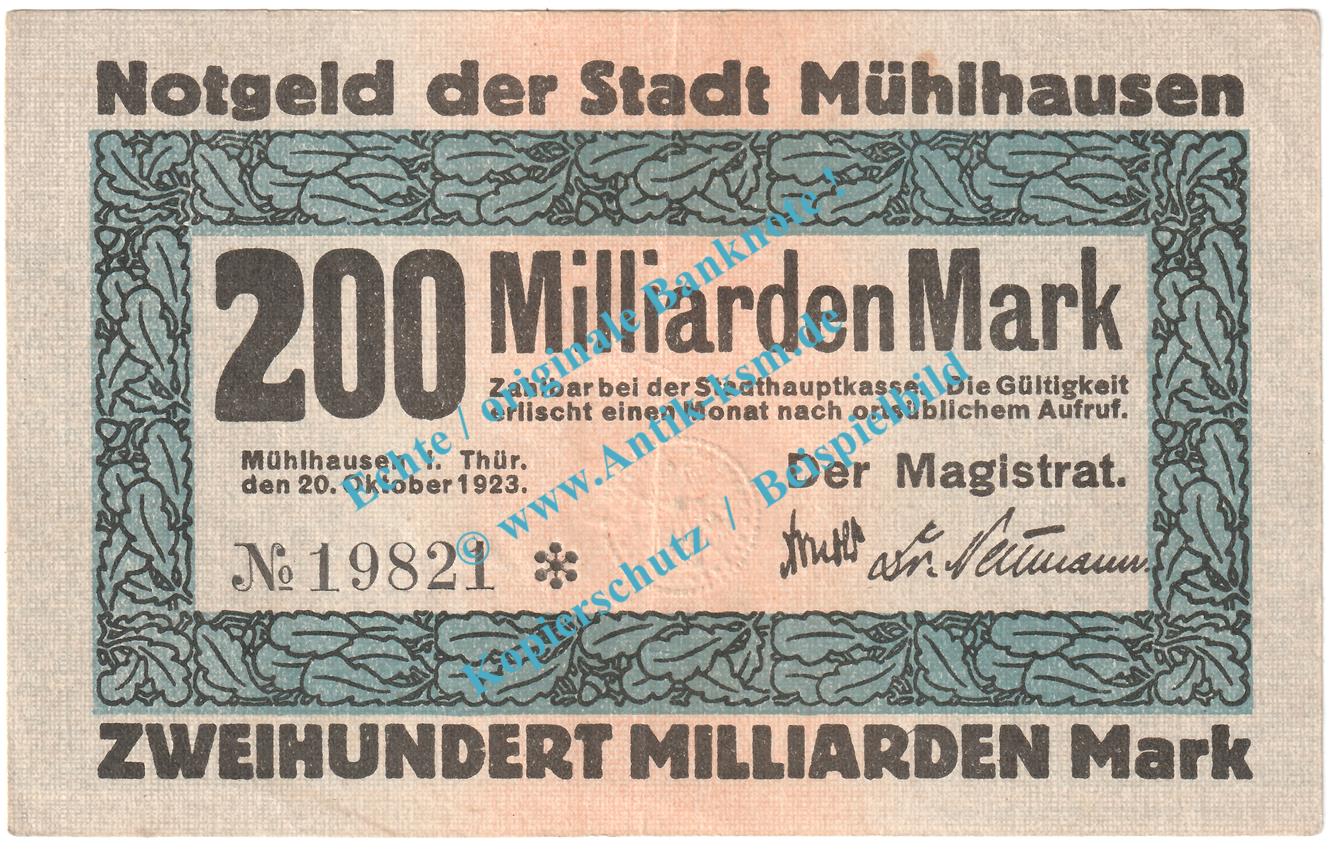 Notgeld der Stadt Mühlhausen
200 Milliarden Mark
Zahlbar bei der Stadthauptkasse. Die Gültigkeit
erlischt einen Monat nach ortsüblichem Aufruf.
Mühlhausen i. Thür.
den 20. Oktober 1923.
Der Magistrat.
№ 19821 *
Dr. Neumann
ZWEIHUNDERT MILLIARDEN Mark
Echte / originale Banknote !
© www.Antik-ksm.de
Kopierschutz / Beispielbild